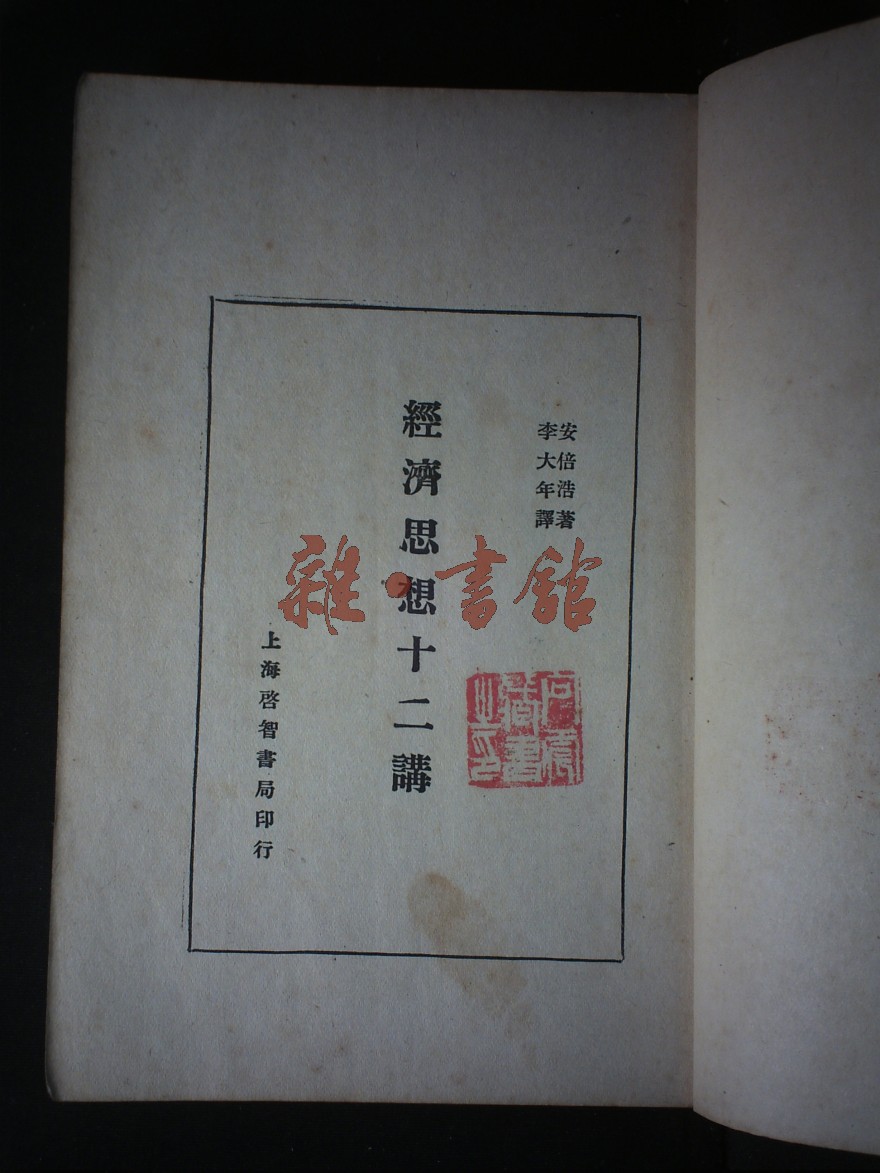 安倍浩著
李大年譯
經濟思想十二講
上海啓智書局印行
雜·書館